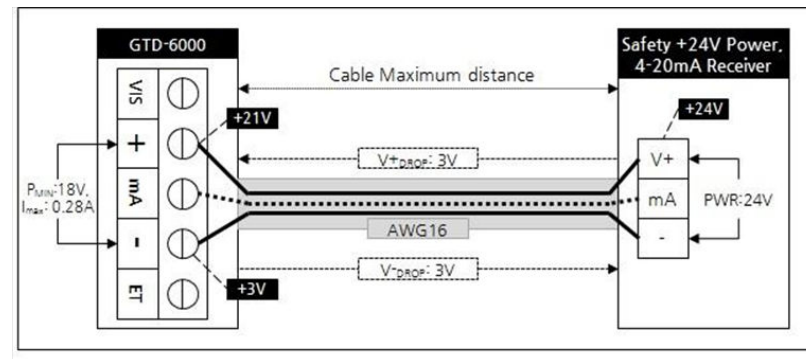 GTD-6000
Safety +24V Power,
4-20mA Receiver
Cable Maximum distance
VIS
+
mA
-
ET
+21V
+24V
V+DROP: 3V
PMIN:18V,
Imax: 0.28A
V+
mA
-
PWR:24V
AWG16
V-DROP: 3V
+3V